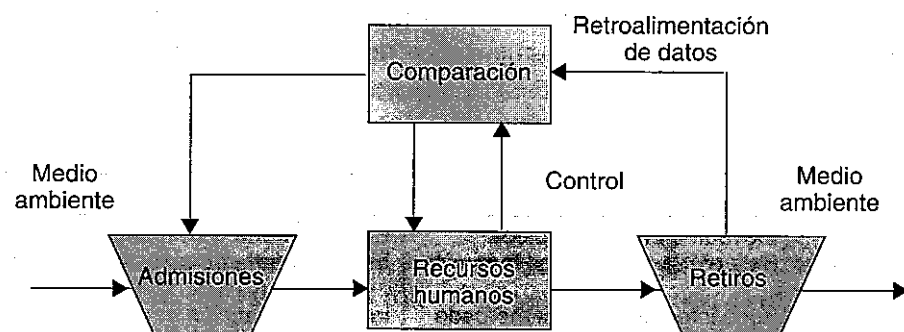 Retroalimentación
de datos
Comparación
Medio
ambiente
Control
Medio
ambiente
Admisiones
Recursos
humanos
Retiros